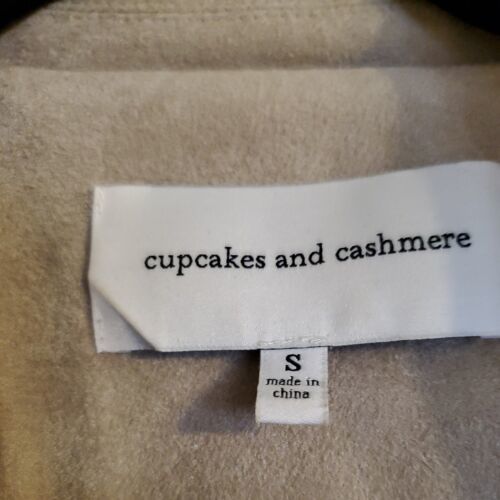 cupcakes and cashmere
S
made in
china